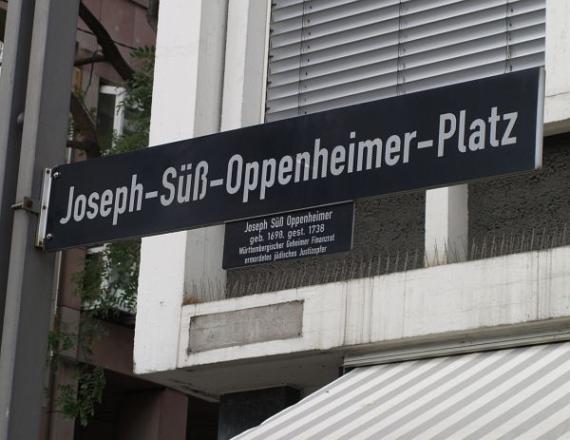 Joseph-Süß-Oppenheimer-Platz
Joseph Süß Oppenheimer
geb. 1698, gest. 1738
Württembergischer Geheimer Finanzrat
ermordetes jüdisches Justizopfer